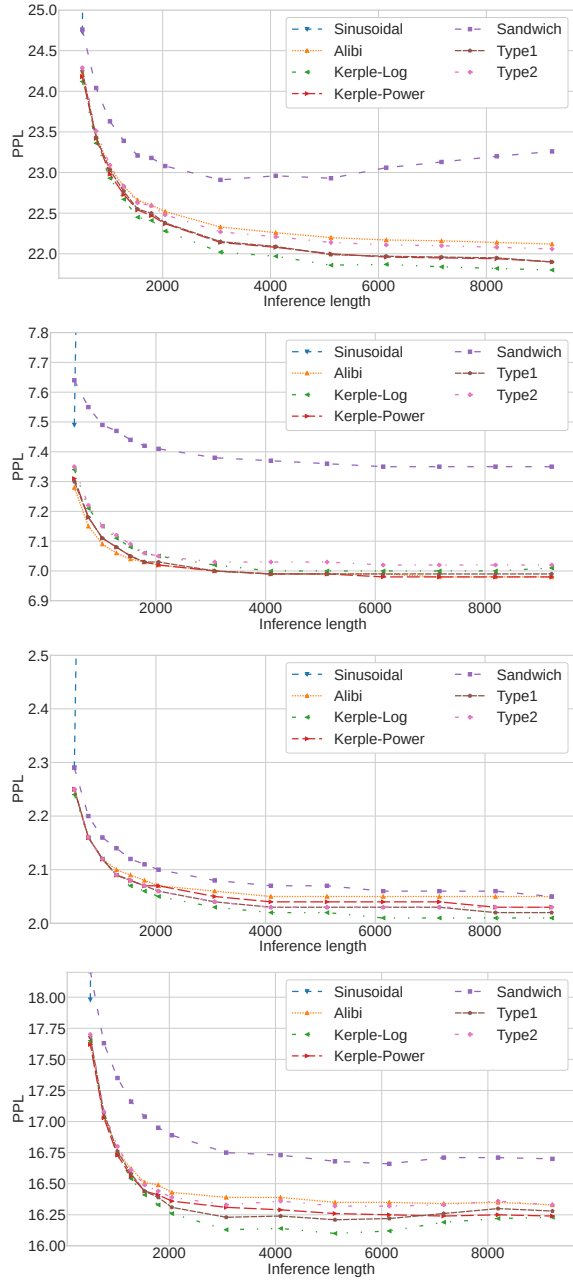 25.0
24.5
24.0
23.5
23.0
22.5
22.0
PPL
Sinusoidal
Alibi
Kerple-Log
Kerple-Power
Sandwich
Type1
Type2
2000 4000 6000 8000
Inference length
7.8
7.7
7.6
7.5
7.4
7.3
7.2
7.1
7.0
6.9
PPL
Sinusoidal
Alibi
Kerple-Log
Kerple-Power
Sandwich
Type1
Type2
2000 4000 6000 8000
Inference length
2.5
2.4
2.3
2.2
2.1
2.0
PPL
Sinusoidal
Alibi
Kerple-Log
Kerple-Power
Sandwich
Type1
Type2
2000 4000 6000 8000
Inference length
18.00
17.75
17.50
17.25
17.00
16.75
16.50
16.25
16.00
PPL
Sinusoidal
Alibi
Kerple-Log
Kerple-Power
Sandwich
Type1
Type2
2000 4000 6000 8000
Inference length